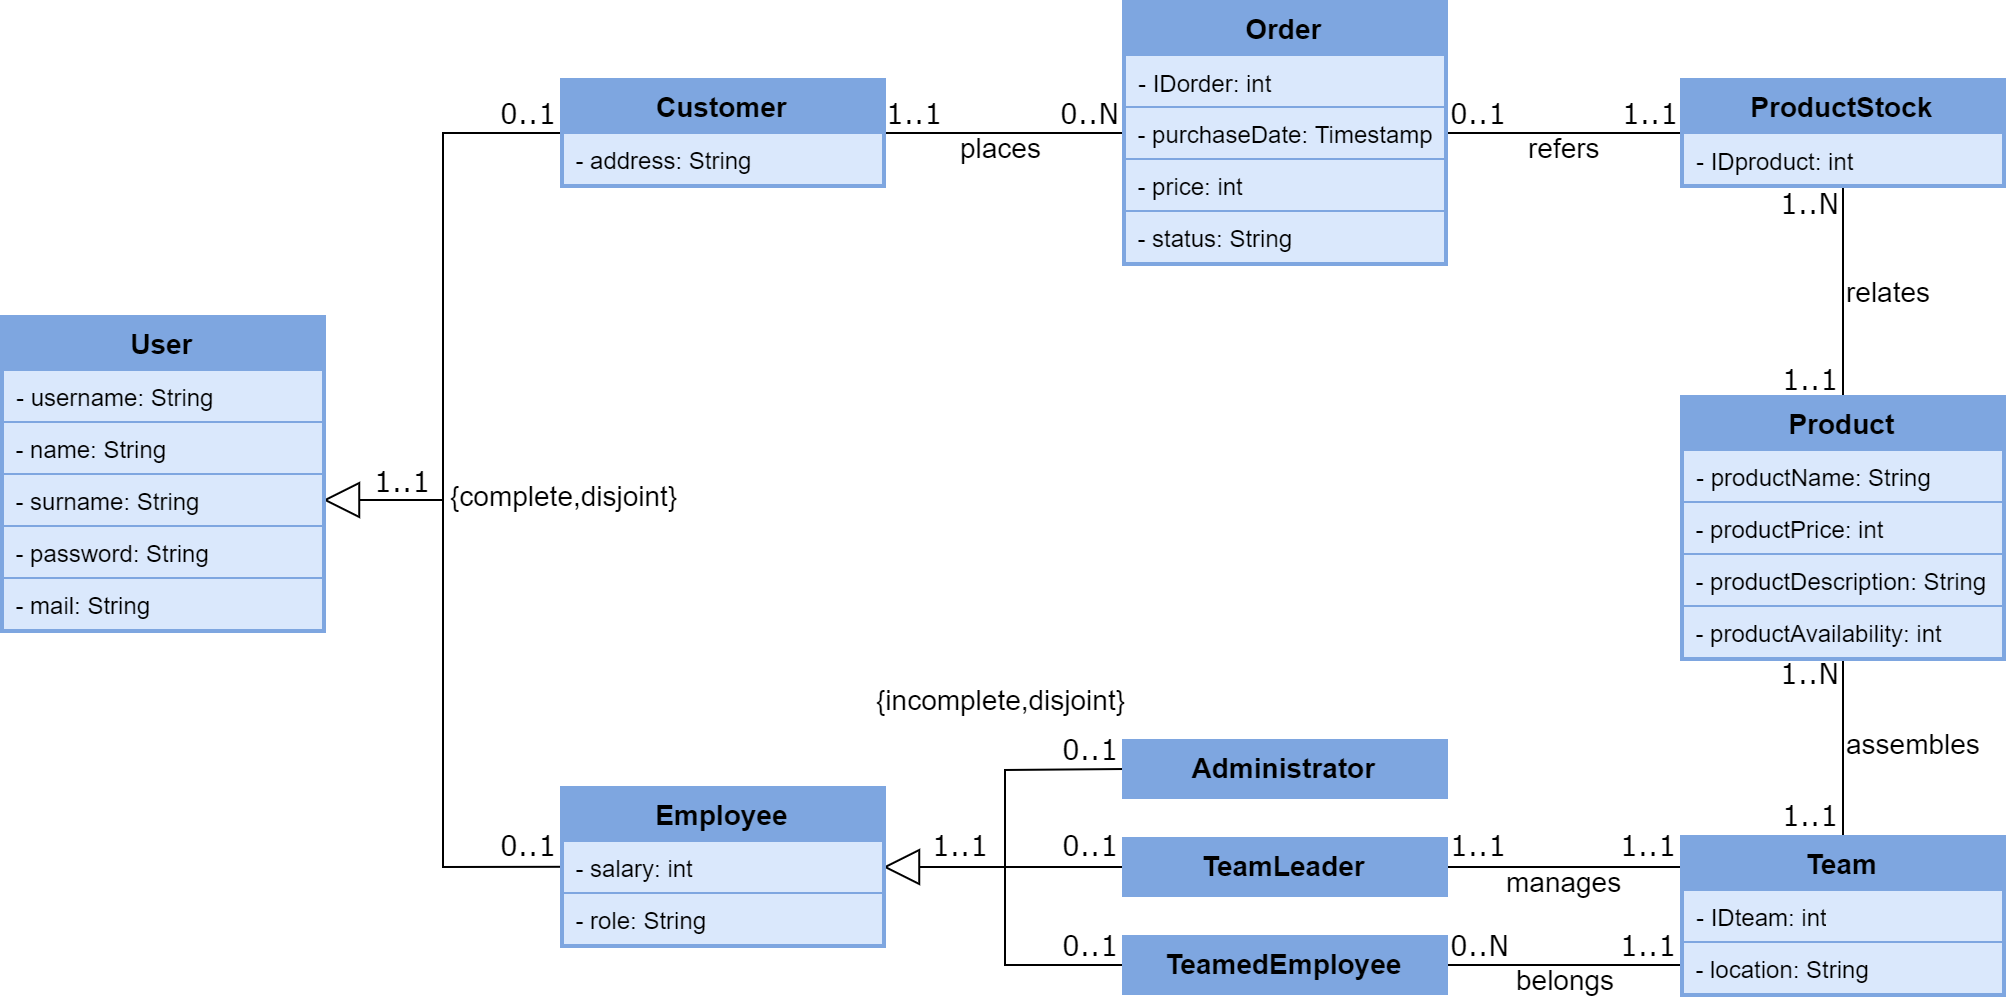 Order
- IDorder: int
- purchaseDate: Timestamp
- price: int
- status: String
Customer
- address: String
ProductStock
- IDproduct: int
0..1
1..1
0..N
places
0..1
1..1
refers
1..N
relates
1..1
User
- username: String
- name: String
- surname: String
- password: String
- mail: String
1..1
{complete,disjoint}
Product
- productName: String
- productPrice: int
- productDescription: String
- productAvailability: int
1..N
assembles
1..1
{incomplete,disjoint}
0..1
Administrator
0..1
Employee
- salary: int
- role: String
1..1
0..1
TeamLeader
1..1
1..1
manages
Team
- IDteam: int
- location: String
0..1
TeamedEmployee
0..N
1..1
belongs